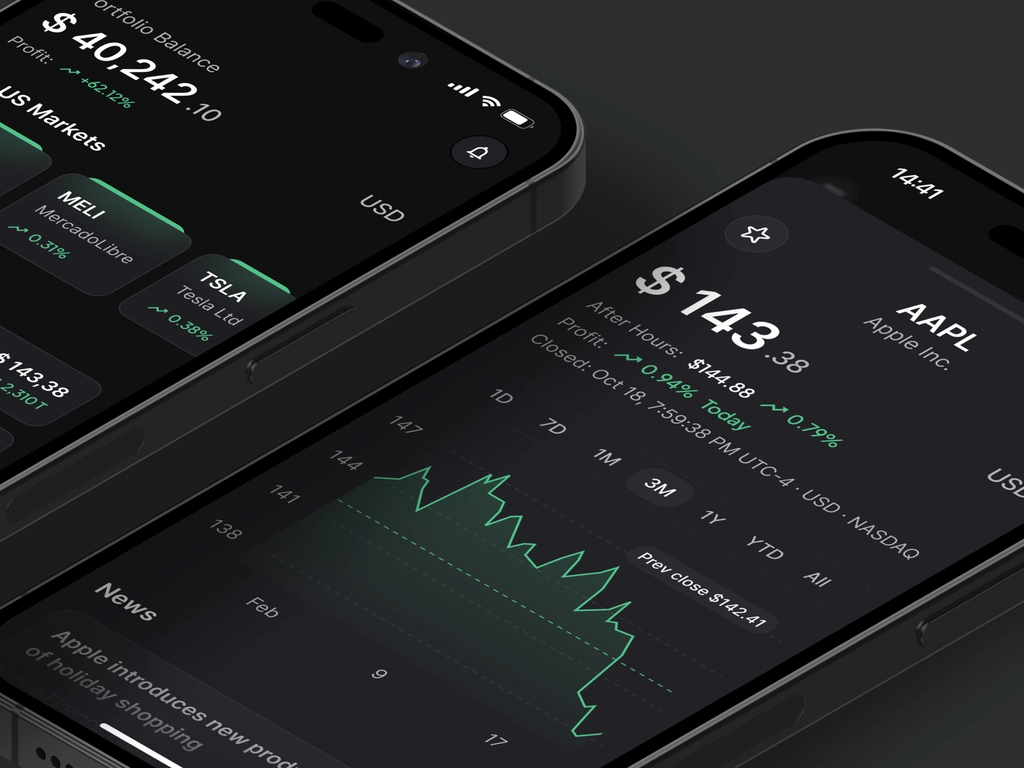 ortfolio Balance
$ 40,242.10
Profit: +62.12%
US Markets
USD
MELI
MercadoLibre
0.31%
TSLA
Tesla Ltd
0.38%
$ 143,38
2,310T
14:41
AAPL
Apple Inc.
$ 143.38
USD
After Hours: $144.88 0.79%
Profit: 0.94% Today
Closed: Oct 18, 7:59:38 PM UTC-4 · USD · NASDAQ
1D 7D 1M 3M 1Y YTD All
147
144
141
138
Prev close $142.41
Feb 9 17
News
Apple introduces new prod
of holiday shopping